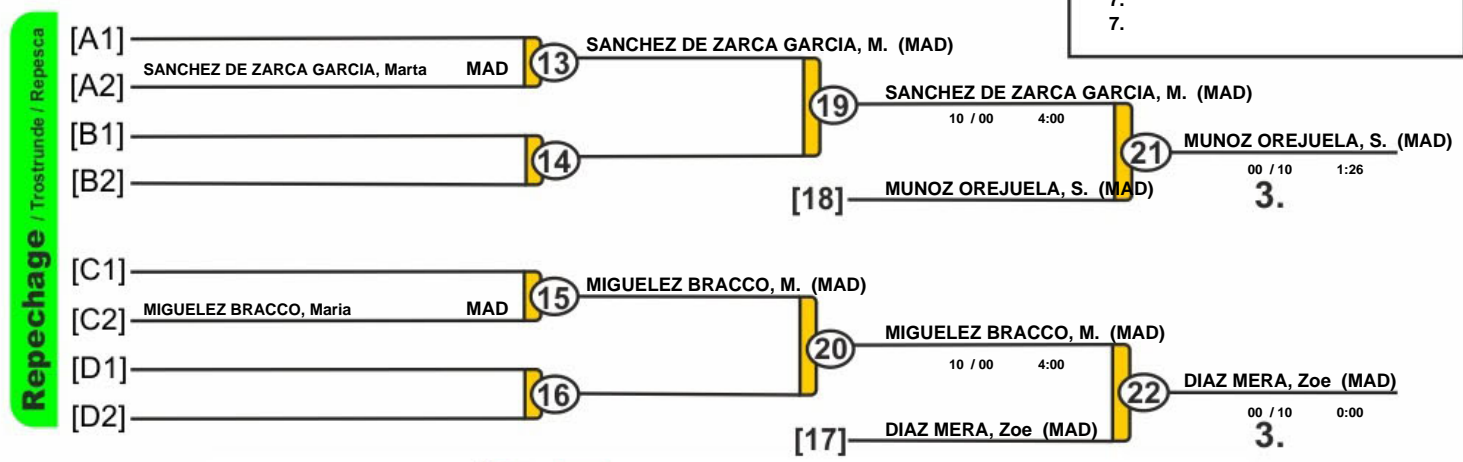 7.
7.
Repechage / Trostrunde / Repesca
[A1]
SANCHEZ DE ZARCA GARCIA, Marta MAD
[A2]
13
SANCHEZ DE ZARCA GARCIA, M. (MAD)
[B1]
[B2]
14
19
SANCHEZ DE ZARCA GARCIA, M. (MAD)
10 / 00 4:00
[18]
MUNOZ OREJUELA, S. (MAD)
21
MUNOZ OREJUELA, S. (MAD)
00 / 10 1:26
3.
[C1]
MIGUELEZ BRACCO, Maria MAD
[C2]
15
MIGUELEZ BRACCO, M. (MAD)
[D1]
[D2]
16
20
MIGUELEZ BRACCO, M. (MAD)
10 / 00 4:00
[17]
DIAZ MERA, Zoe (MAD)
22
DIAZ MERA, Zoe (MAD)
00 / 10 0:00
3.